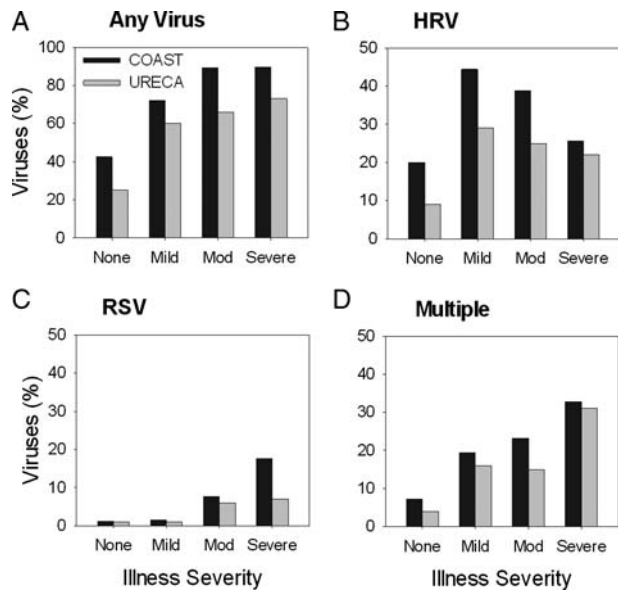 A Any Virus
Viruses (%)
100
80
60
40
20
0
COAST
URECA
None Mild Mod Severe
B HRV
50
40
30
20
10
0
None Mild Mod Severe
C RSV
Viruses (%)
50
40
30
20
10
0
None Mild Mod Severe
Illness Severity
D Multiple
50
40
30
20
10
0
None Mild Mod Severe
Illness Severity